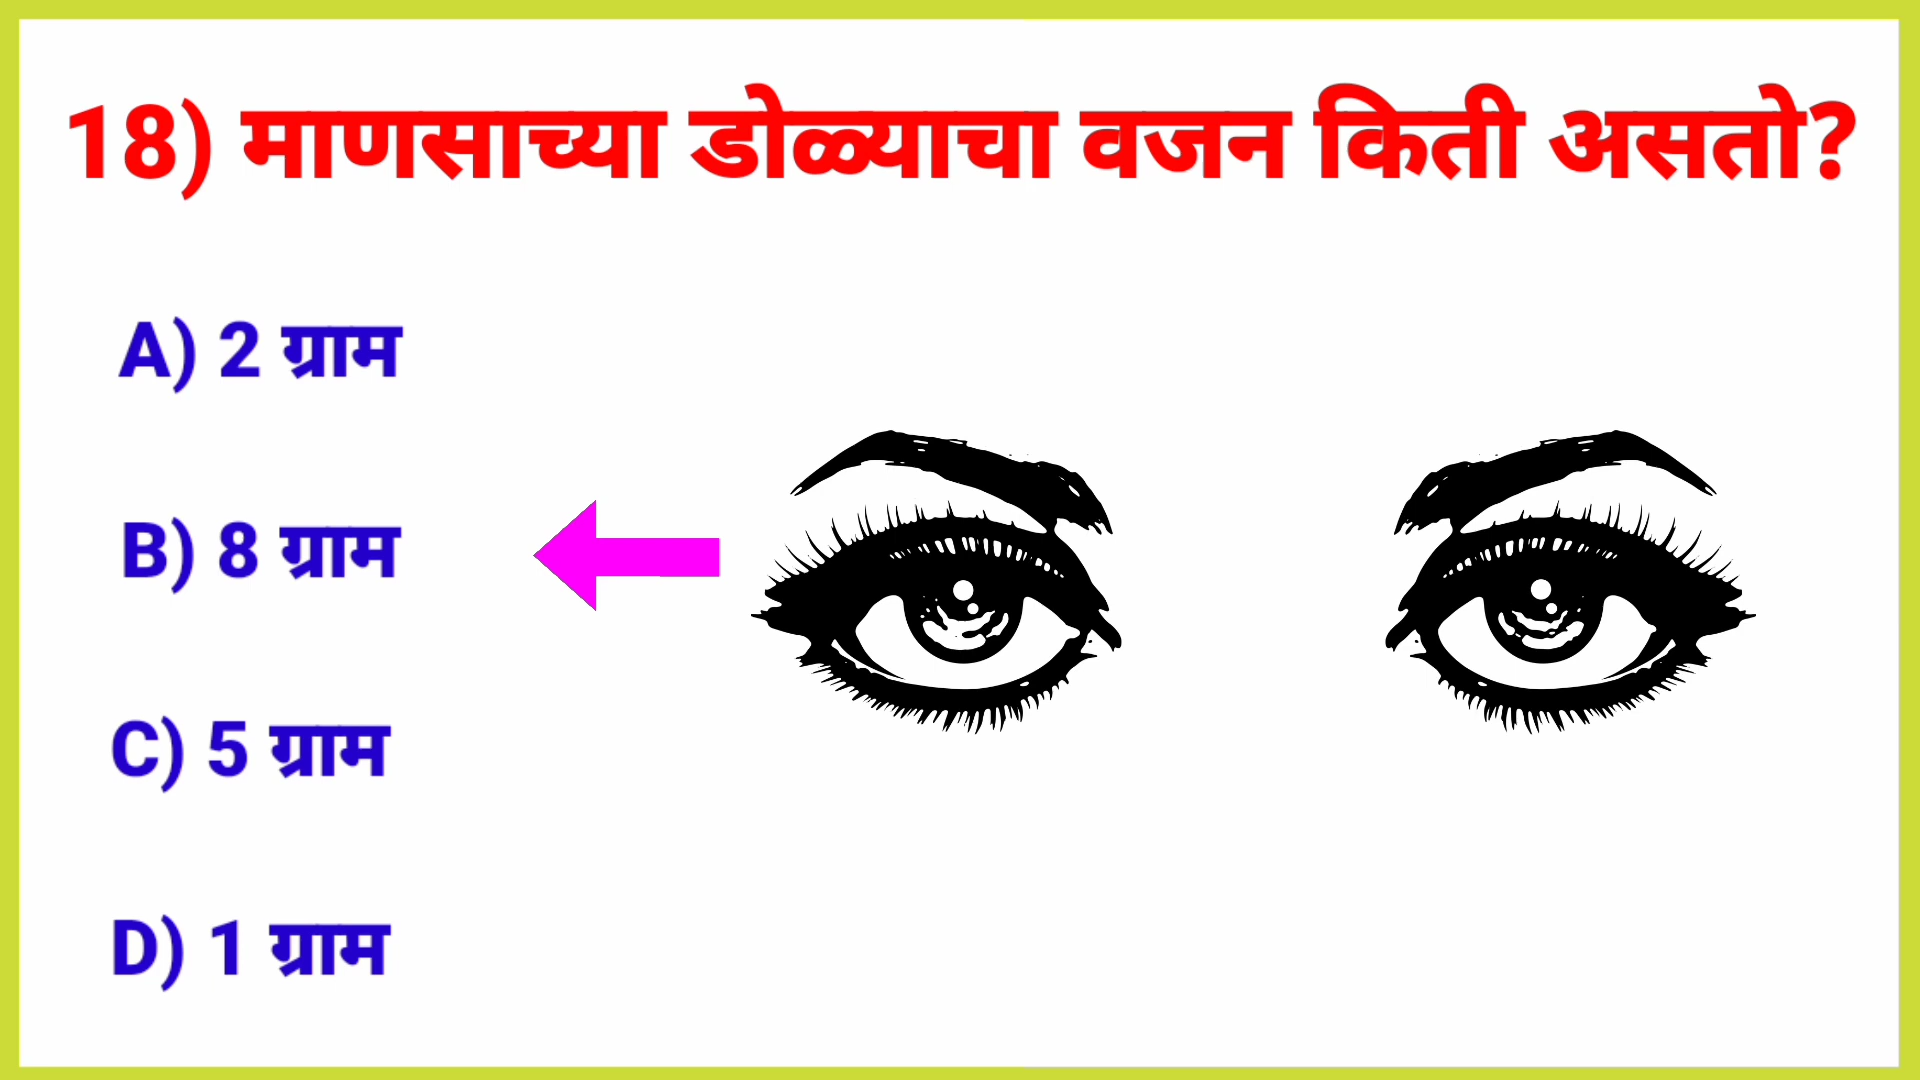 18) माणसाच्या डोळ्याचा वजन किती असतो?
A) 2 ग्राम
B) 8 ग्राम
C) 5 ग्राम
D) 1 ग्राम